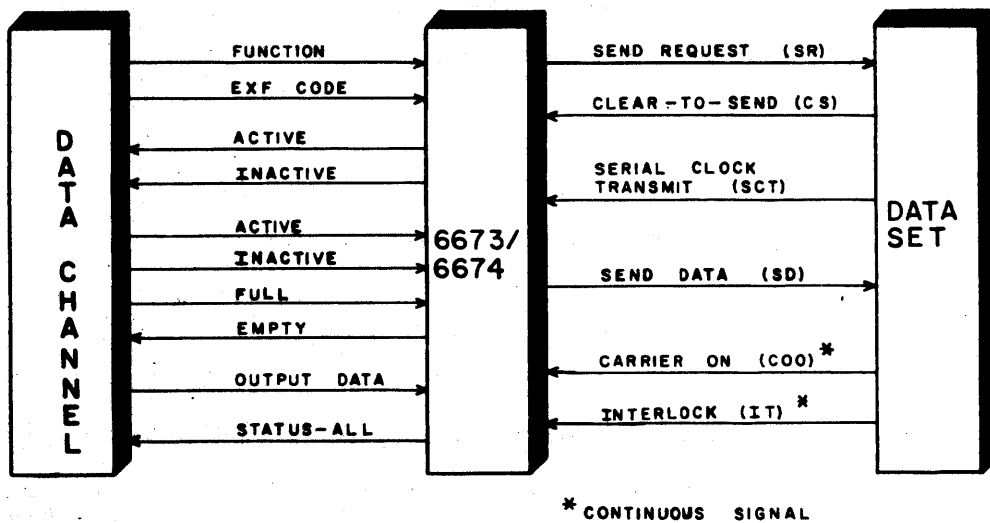 DATA CHANNEL
FUNCTION
EXF CODE
ACTIVE
INACTIVE
ACTIVE
INACTIVE
FULL
EMPTY
OUTPUT DATA
STATUS-ALL
6673/
6674
SEND REQUEST (SR)
CLEAR-TO-SEND (CS)
SERIAL CLOCK
TRANSMIT (SCT)
SEND DATA (SD)
CARRIER ON (COO)*
INTERLOCK (IT) *
DATA
SET
* CONTINUOUS SIGNAL